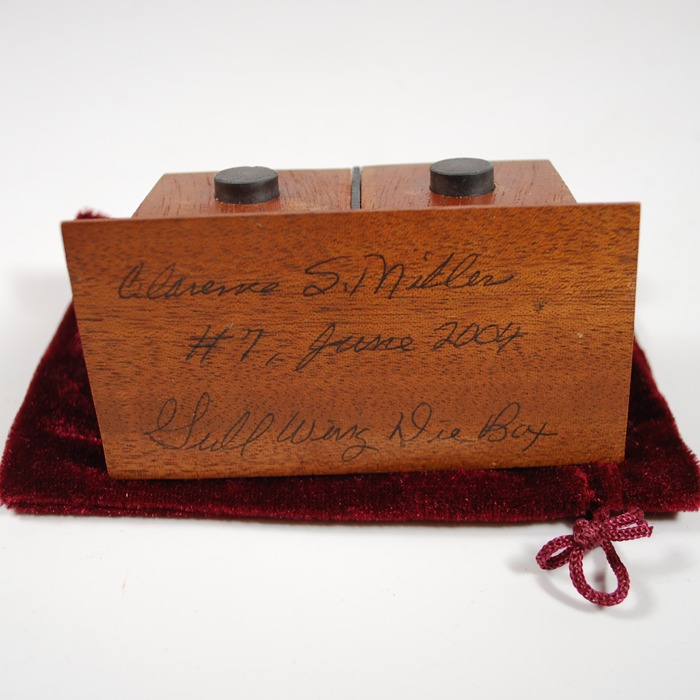 Clarence S. Miller
#7, June 2004
Gull Wing Die Box